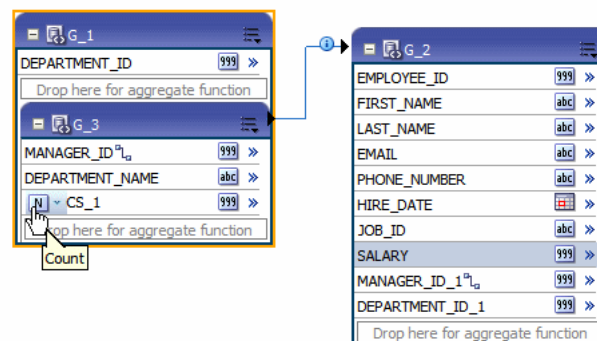 G_1
DEPARTMENT_ID 999 »
Drop here for aggregate function
G_3
MANAGER_ID 999 »
DEPARTMENT_NAME abc »
N CS_1 999 »
rop here for aggregate function
Count
i
G_2
EMPLOYEE_ID 999 »
FIRST_NAME abc »
LAST_NAME abc »
EMAIL abc »
PHONE_NUMBER abc »
HIRE_DATE »
JOB_ID abc »
SALARY 999 »
MANAGER_ID_1 999 »
DEPARTMENT_ID_1 999 »
Drop here for aggregate function